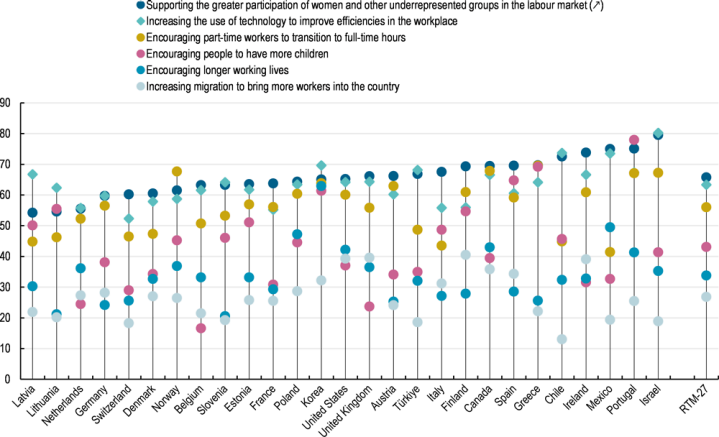 Supporting the greater participation of women and other underrepresented groups in the labour market (↗)
Increasing the use of technology to improve efficiencies in the workplace
Encouraging part-time workers to transition to full-time hours
Encouraging people to have more children
Encouraging longer working lives
Increasing migration to bring more workers into the country
90
80
70
60
50
40
30
20
10
0
Latvia
Lithuania
Netherlands
Germany
Switzerland
Denmark
Norway
Belgium
Slovenia
Estonia
France
Poland
Korea
United States
United Kingdom
Austria
Türkiye
Italy
Finland
Canada
Spain
Greece
Chile
Ireland
Mexico
Portugal
Israel
RTM-27